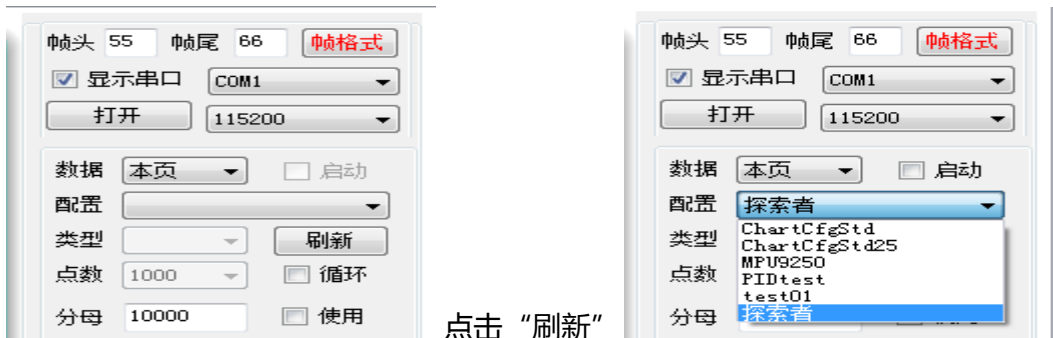 帧头 55 帧尾 66 帧格式
显示串口 COM1
打开 115200
数据 本页 启动
配置
类型 刷新
点数 1000 循环
分母 10000 使用
点击“刷新”
帧头 55 帧尾 66 帧格式
显示串口 COM1
打开 115200
数据 本页 启动
配置 探索者
类型 ChartCfgStd
ChartCfgStd25
点数 MPU9250
PIDtest
test01
分母 探索者